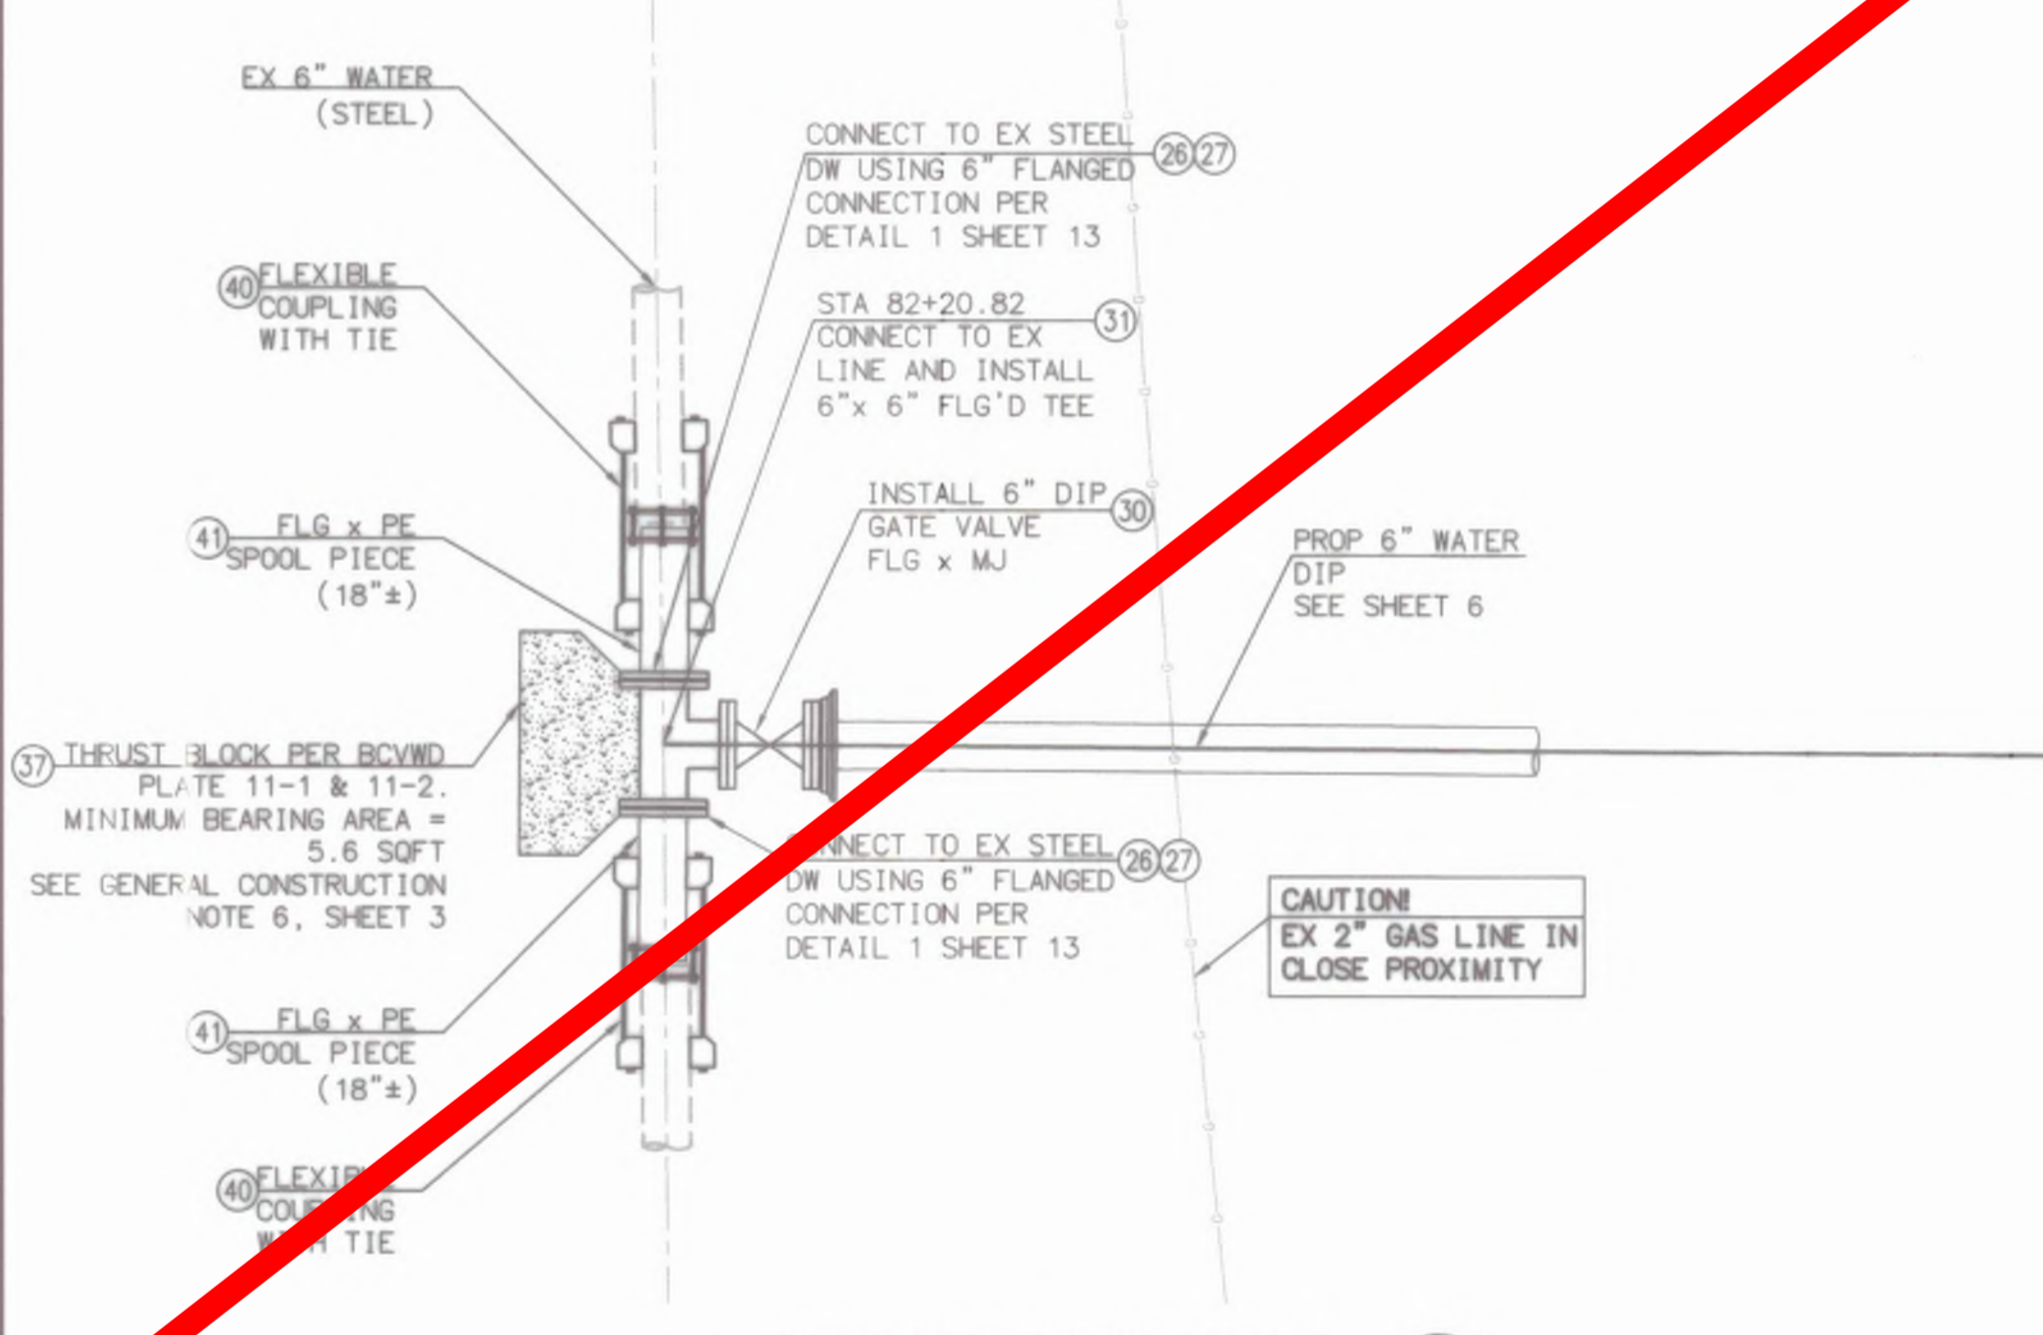 EX 6" WATER
(STEEL)
CONNECT TO EX STEEL
DW USING 6" FLANGED
CONNECTION PER
DETAIL 1 SHEET 13
26 27
40 FLEXIBLE
COUPLING
WITH TIE
STA 82+20.82
CONNECT TO EX
LINE AND INSTALL
6"x 6" FLG'D TEE
31
INSTALL 6" DIP
GATE VALVE
FLG x MJ
30
41 FLG x PE
SPOOL PIECE
(18"±)
PROP 6" WATER
DIP
SEE SHEET 6
37 THRUST BLOCK PER BCVWD
PLATE 11-1 & 11-2.
MINIMUM BEARING AREA =
5.6 SQFT
SEE GENERAL CONSTRUCTION
NOTE 6, SHEET 3
TO EX STEEL
DW USING 6" FLANGED
CONNECTION PER
DETAIL 1 SHEET 13
26 27
CAUTION!
EX 2" GAS LINE IN
CLOSE PROXIMITY
41 FLG x PE
SPOOL PIECE
(18"±)
40
TIE
G
G
G
G
G
G
G
G
G
G
G
G